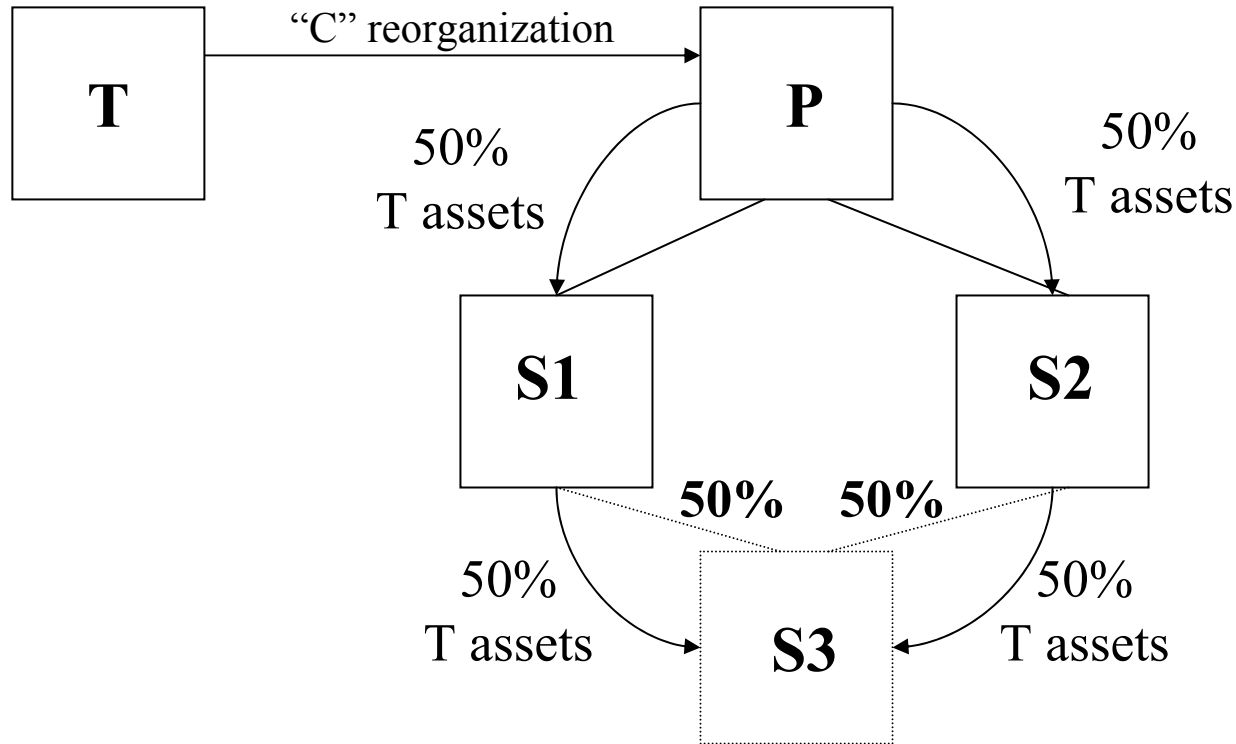 “C” reorganization
T
P
50%
T assets
50%
T assets
S1
S2
50%
50%
50%
T assets
50%
T assets
S3